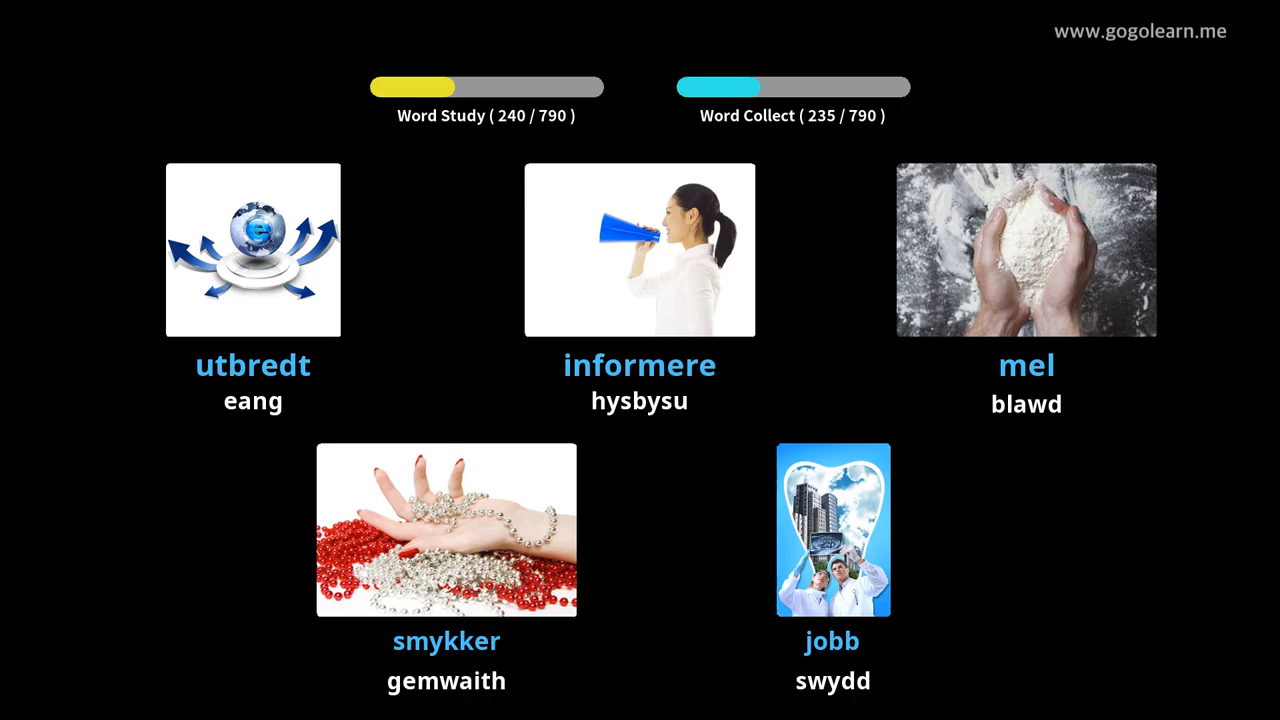 www.gogolearn.me
Word Study ( 240 / 790 )
Word Collect ( 235 / 790 )
utbredt
eang
informere
hysbysu
mel
blawd
smykker
gemwaith
jobb
swydd